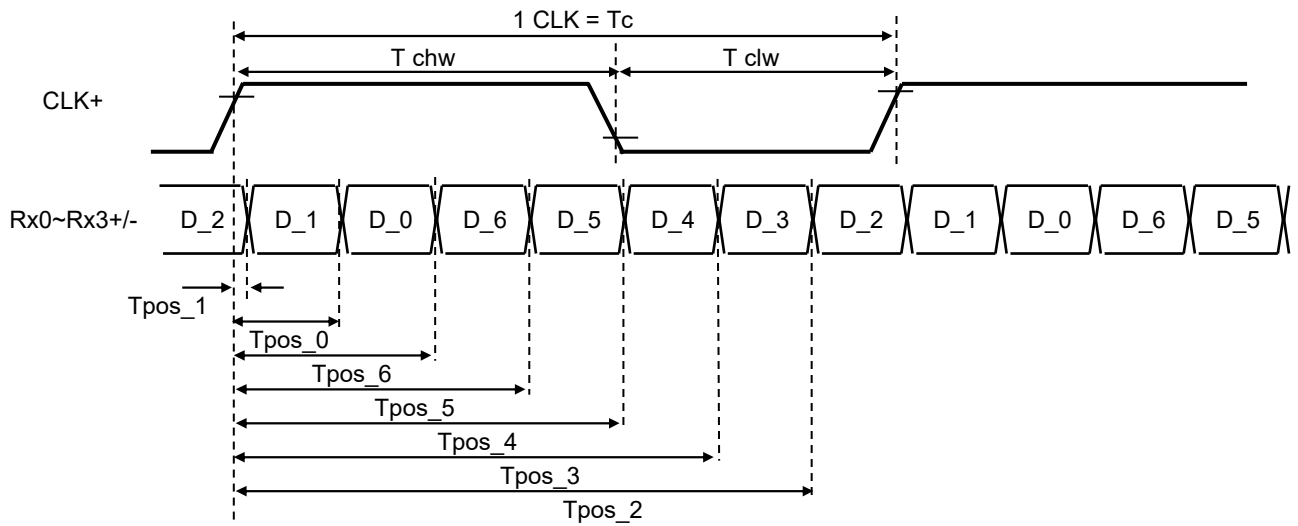 1 CLK = Tc
T chw T clw
CLK+
Rx0~Rx3+/- D_2 D_1 D_0 D_6 D_5 D_4 D_3 D_2 D_1 D_0 D_6 D_5
Tpos_1
Tpos_0
Tpos_6
Tpos_5
Tpos_4
Tpos_3
Tpos_2